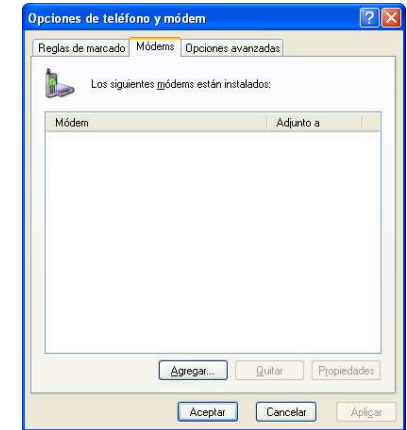 Opciones de teléfono y módem
Reglas de marcado Módems Opciones avanzadas
Los siguientes módems están instalados:
Módem Adjunto a
Agregar... Quitar Propiedades
Aceptar Cancelar Aplicar